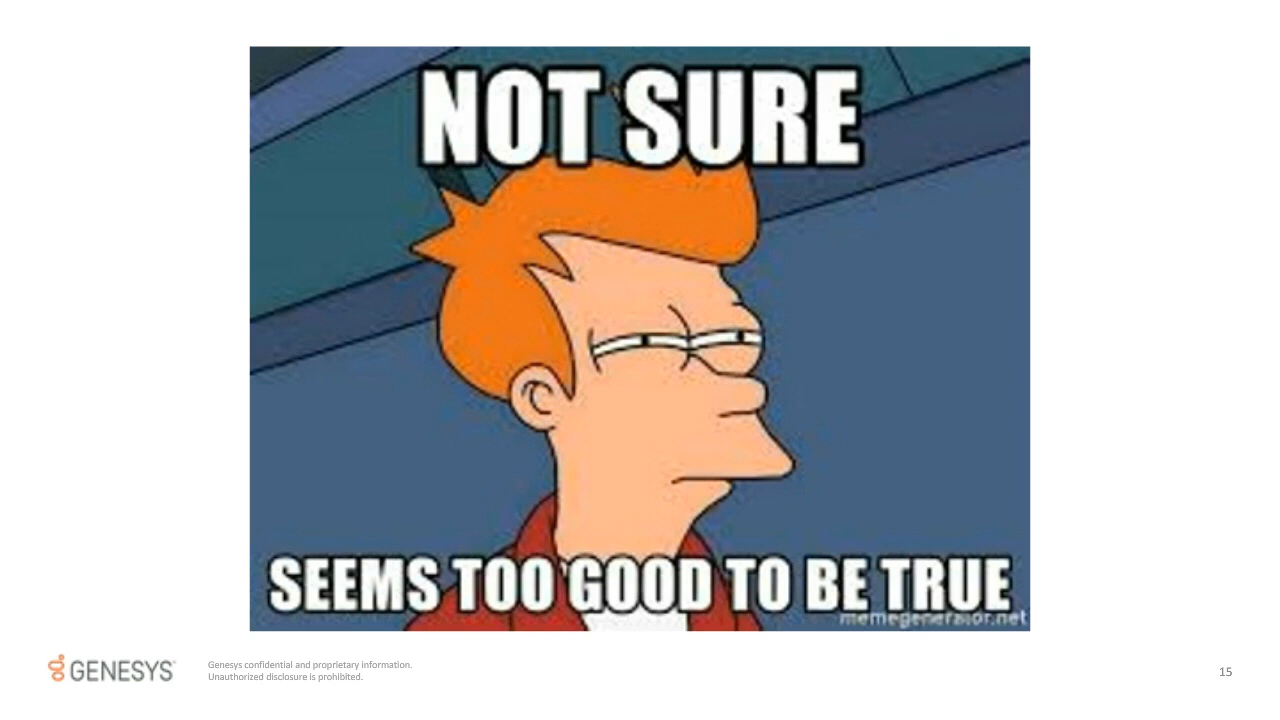 NOT SURE
SEEMS TOO GOOD TO BE TRUE
memegenerator.net
GENESYS
Genesys confidential and proprietary information.
Unauthorized disclosure is prohibited.
15